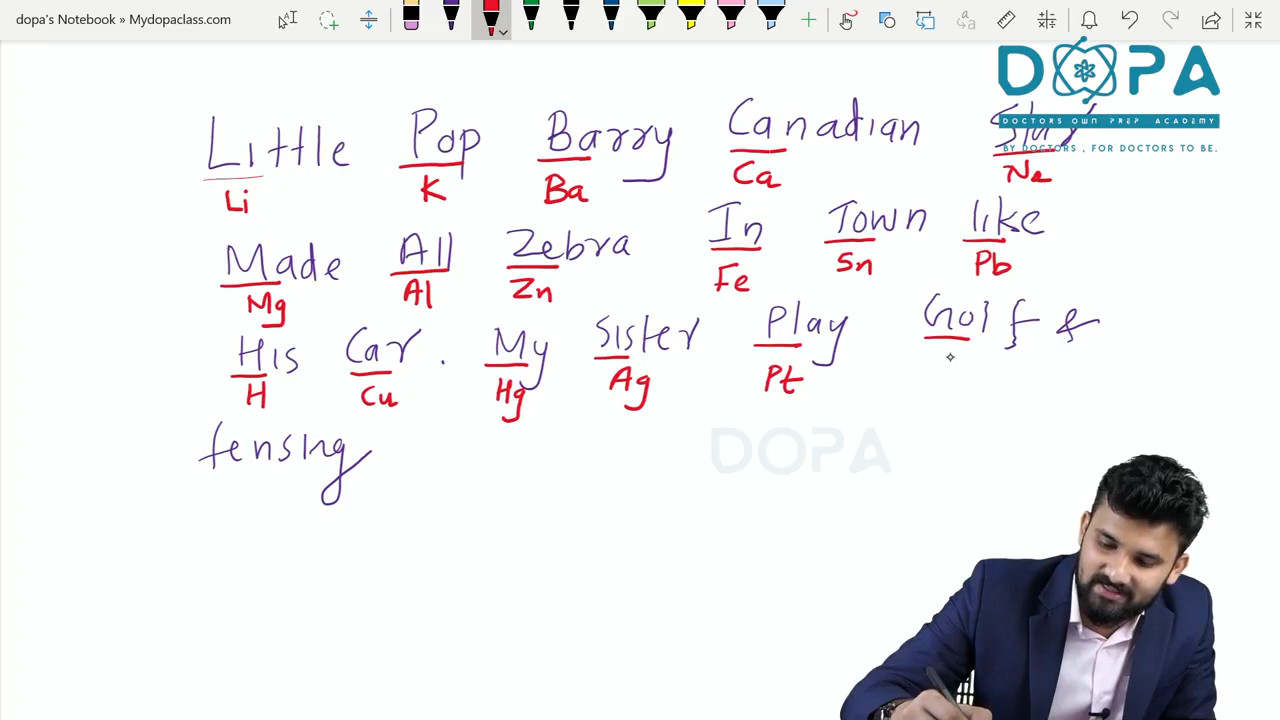 dopa's Notebook » Mydopaclass.com
DOPA
DOCTORS OWN PREP ACADEMY
BY DOCTORS , FOR DOCTORS TO BE.
Little Pop Barry Canadian
Li K Ba Ca Na
Made All Zebra In Town like
Mg Al Zn Fe Sn Pb
His Car . My Sister Play Golf &
H Cu Hg Ag Pt
fensing
DOPA